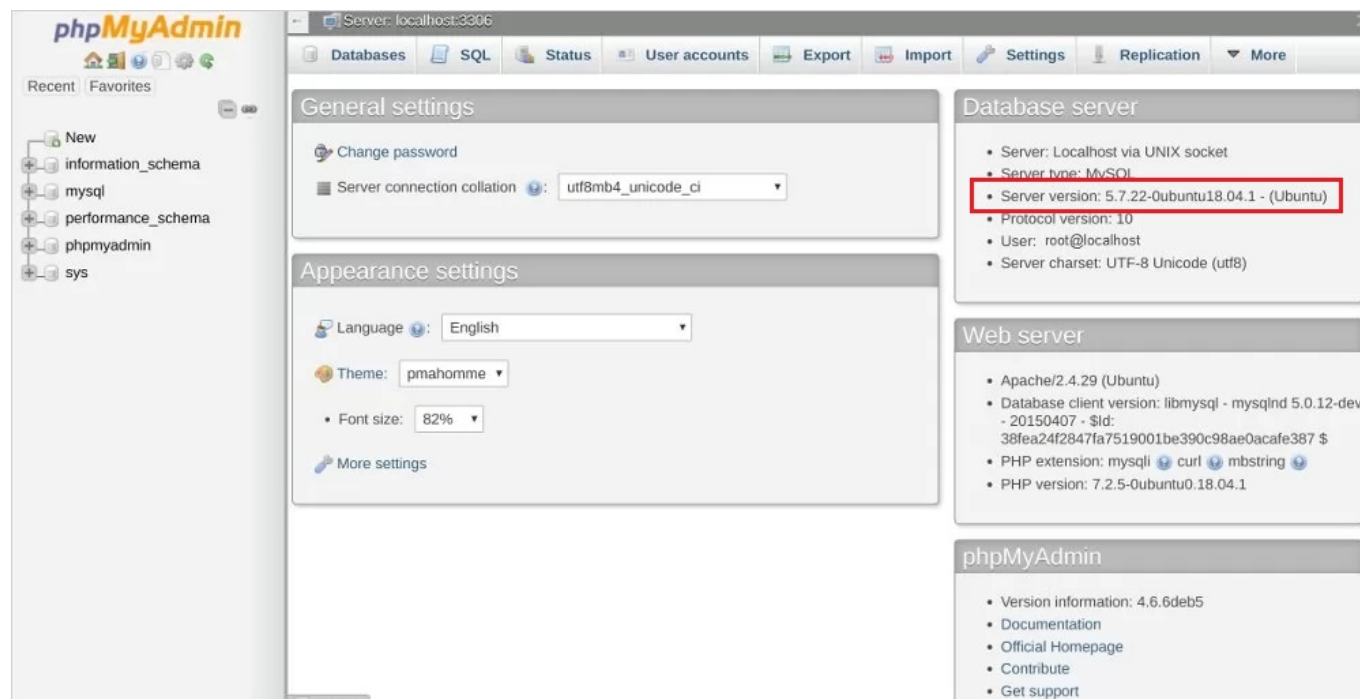 phpMyAdmin
Recent Favorites
New
information_schema
mysql
performance_schema
phpmyadmin
sys
Server: localhost:3306
Databases SQL Status User accounts Export Import Settings Replication More
General settings
Change password
Server connection collation : utf8mb4_unicode_ci
Appearance settings
Language : English
Theme: pmahomme
• Font size: 82%
More settings
Database server
• Server: Localhost via UNIX socket
• Server type: MySQL
• Server version: 5.7.22-0ubuntu18.04.1 - (Ubuntu)
• Protocol version: 10
• User: root@localhost
• Server charset: UTF-8 Unicode (utf8)
Web server
• Apache/2.4.29 (Ubuntu)
• Database client version: libmysql - mysqlnd 5.0.12-dev
- 20150407 - $Id:
38fea24f2847fa7519001be390c98ae0acafe387 $
• PHP extension: mysqli curl mbstring
• PHP version: 7.2.5-0ubuntu0.18.04.1
phpMyAdmin
• Version information: 4.6.6deb5
• Documentation
• Official Homepage
• Contribute
• Get support